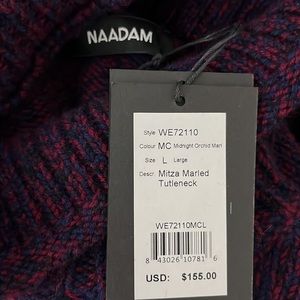 NAADAM
Style WE72110
Colour MC Midnight Orchid Marl
Size L Large
Descr. Mitza Marled
Tutleneck
WE72110MCL
8 43026 10781 6
USD: $155.00